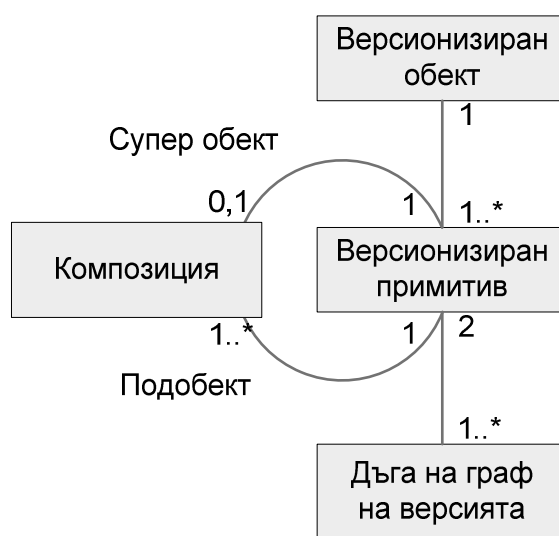 Версионизиран
обект
1
Супер обект
0,1
1
1..*
Композиция
Версионизиран
примитив
1..*
1
2
Подобект
1..*
Дъга на граф
на версията